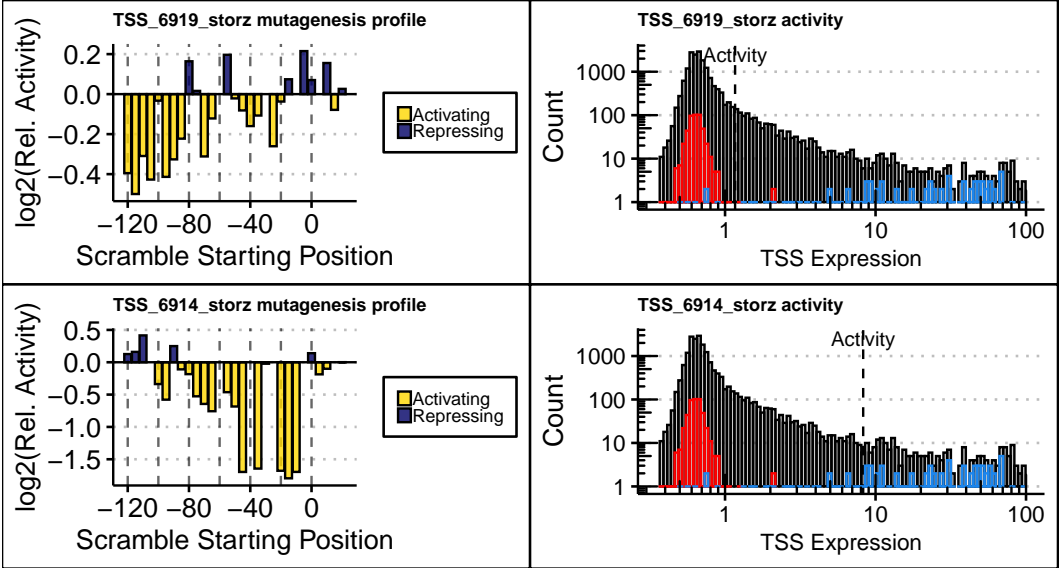 TSS_6919_storz mutagenesis profile
log2(Rel. Activity)
0.2
0.0
−0.2
−0.4
−120
−80
−40
0
Scramble Starting Position
Activating
Repressing
TSS_6919_storz activity
Activity
Count
1000
100
10
1
1
10
100
TSS Expression
TSS_6914_storz mutagenesis profile
log2(Rel. Activity)
0.5
0.0
−0.5
−1.0
−1.5
−120
−80
−40
0
Scramble Starting Position
Activating
Repressing
TSS_6914_storz activity
Activity
Count
1000
100
10
1
1
10
100
TSS Expression